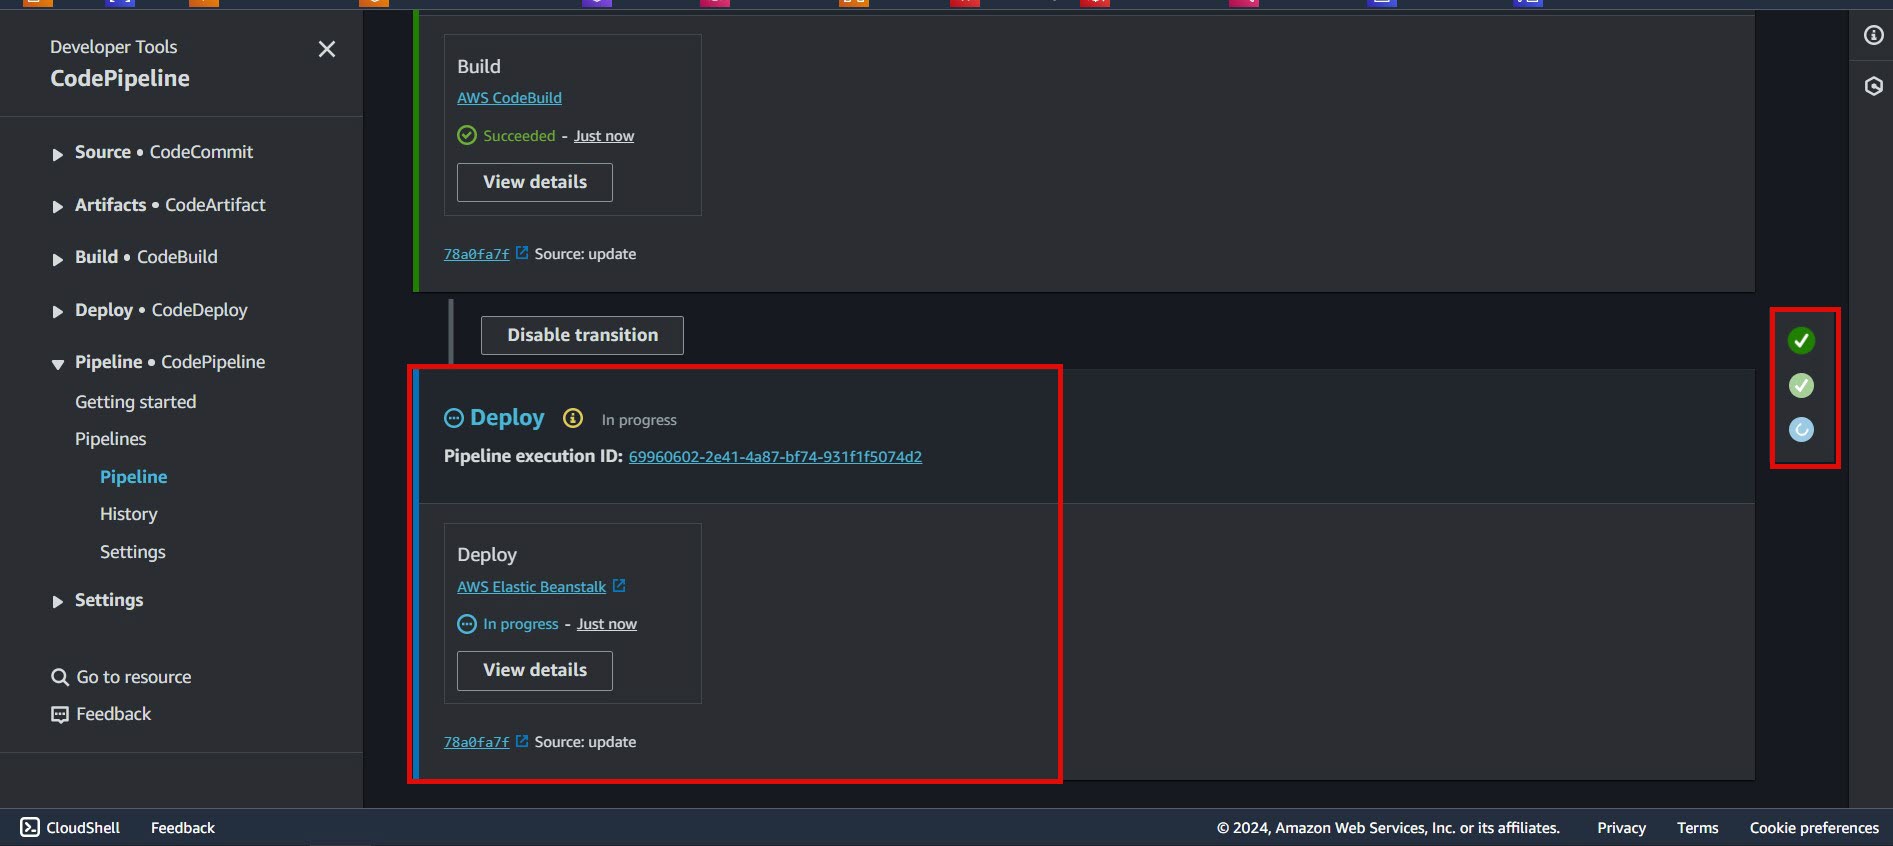 Developer Tools
CodePipeline
Source • CodeCommit
Artifacts • CodeArtifact
Build • CodeBuild
Deploy • CodeDeploy
Pipeline • CodePipeline
Getting started
Pipelines
Pipeline
History
Settings
Settings
Go to resource
Feedback
Build
AWS CodeBuild
Succeeded - Just now
View details
78a0fa7f Source: update
Disable transition
Deploy In progress
Pipeline execution ID: 69960602-2e41-4a87-bf74-931f1f5074d2
Deploy
AWS Elastic Beanstalk
In progress - Just now
View details
78a0fa7f Source: update
CloudShell Feedback © 2024, Amazon Web Services, Inc. or its affiliates. Privacy Terms Cookie preferences